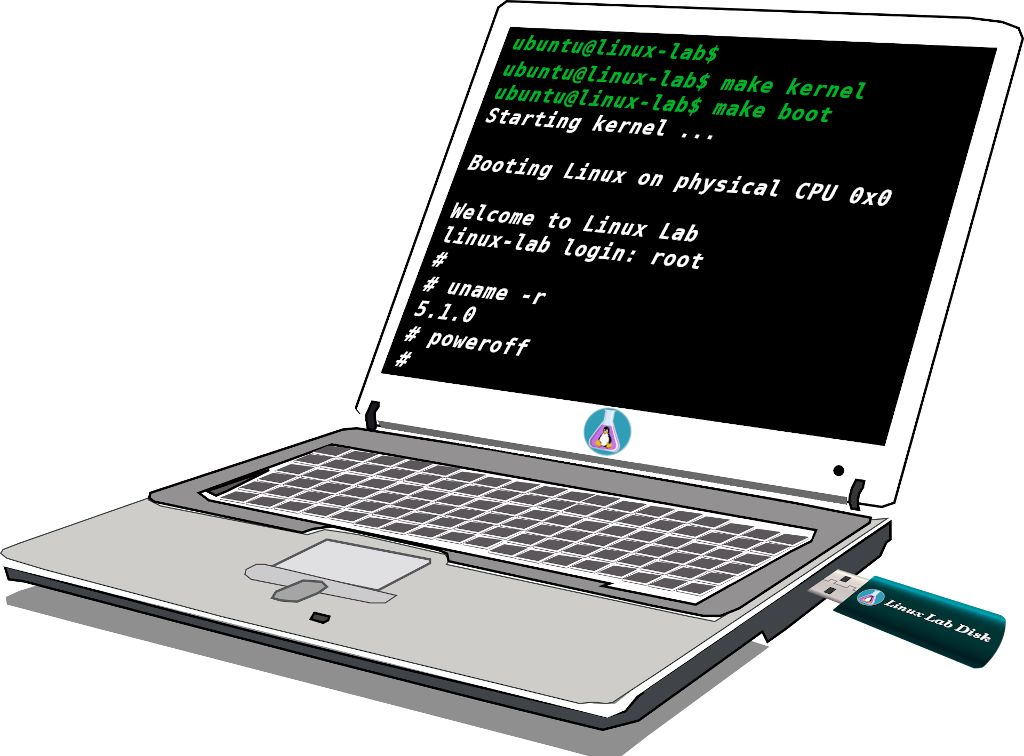 ubuntu@linux-lab$
ubuntu@linux-lab$ make kernel
ubuntu@linux-lab$ make boot
Starting kernel ...
Booting Linux on physical CPU 0x0
Welcome to Linux Lab
linux-lab login: root
#
# uname -r
5.1.0
# poweroff
#
Linux Lab Disk